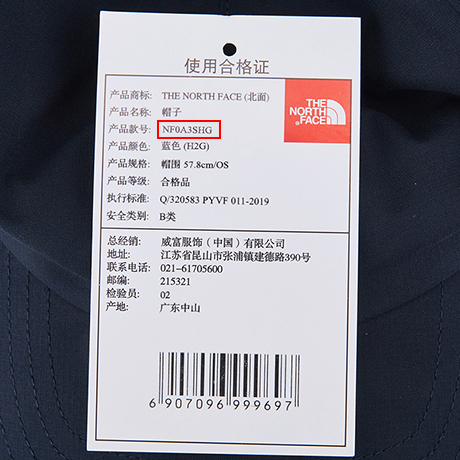 使用合格证
产品商标: THE NORTH FACE (北面)
产品名称: 帽子
产品款号: NF0A3SHG
产品颜色: 蓝色 (H2G)
产品规格: 帽围 57.8cm/OS
产品等级: 合格品
执行标准: Q/320583 PYVF 011-2019
安全类别: B类
THE
NORTH
FACE
总经销: 威富服饰（中国）有限公司
地址: 江苏省昆山市张浦镇建德路390号
联系电话: 021-61705600
邮编: 215321
检验员: 02
产地: 广东中山
6 907096 999697